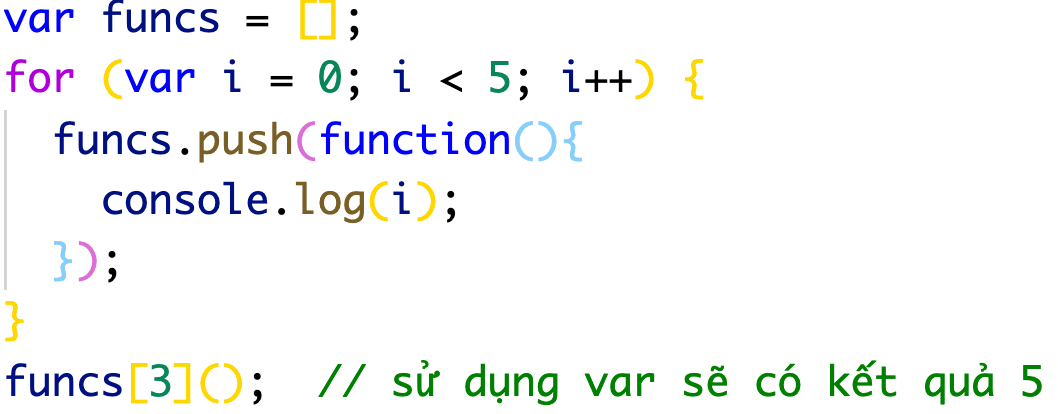 var funcs = [];
for (var i = 0; i < 5; i++) {
  funcs.push(function(){
    console.log(i);
  });
}
funcs[3]();  // sử dụng var sẽ có kết quả 5